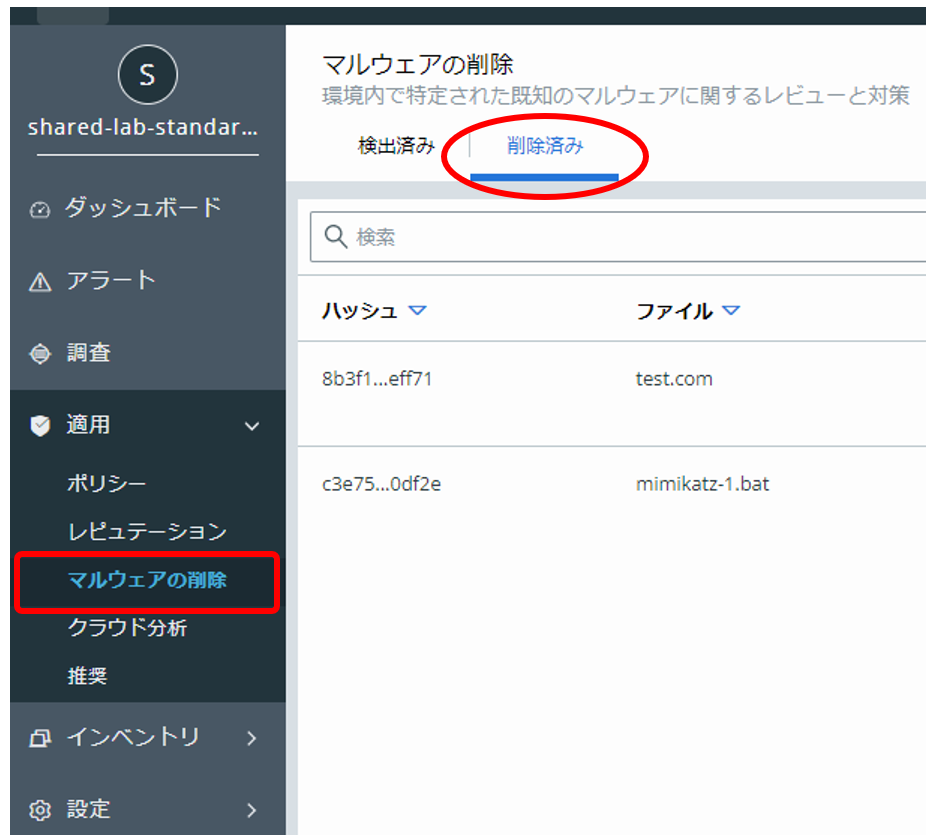 S
shared-lab-standar...
ダッシュボード
アラート
調査
適用
ポリシー
レピュテーション
マルウェアの削除
クラウド分析
推奨
インベントリ
設定
マルウェアの削除
環境内で特定された既知のマルウェアに関するレビューと対策
検出済み 削除済み
検索
ハッシュ ファイル
8b3f1...eff71 test.com
c3e75...0df2e mimikatz-1.bat